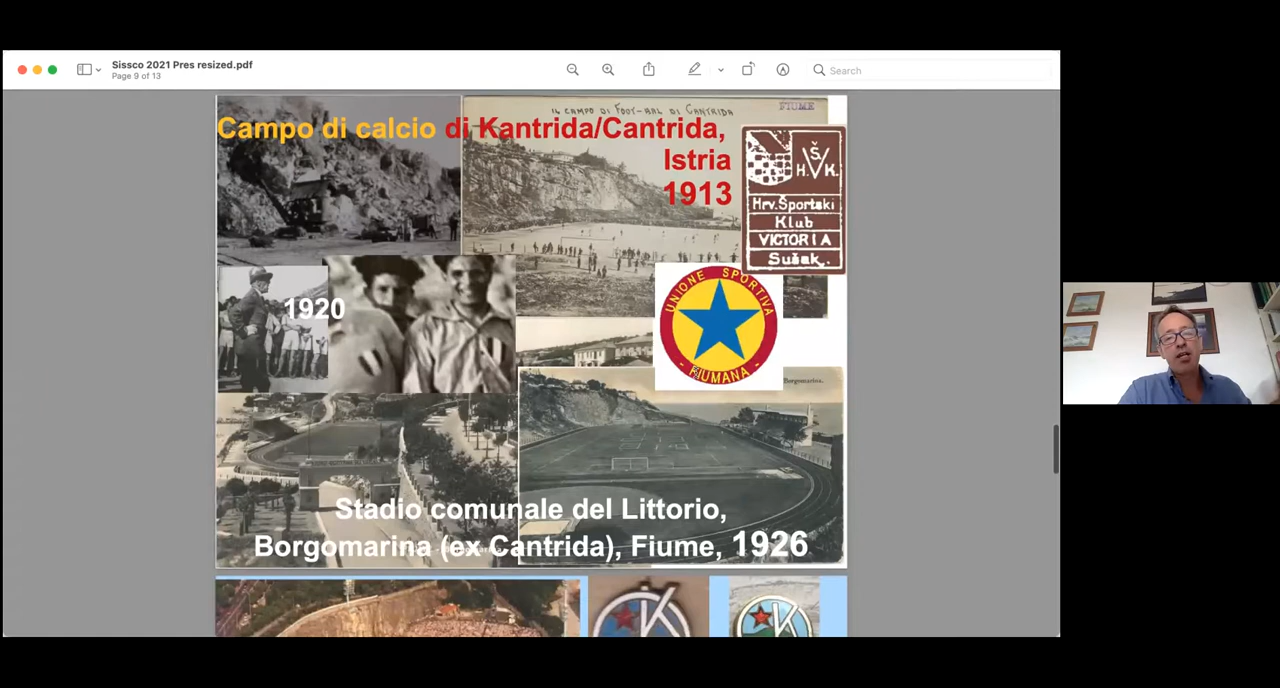 Sissco 2021 Pres resized.pdf
Page 9 of 13
Search
IL CAMPO DI FOOT-BAL DI CANTRIDA
FIUME
Campo di calcio di Kantrida/Cantrida,
Istria
1913
Š
H.V.K.
Hrv.Športski
Klub
VICTORIA
Sušak.
1920
UNIONE SPORTIVA
FIUMANA
Borgomarina.
Stadio comunale del Littorio,
Borgomarina (ex Cantrida), Fiume, 1926
K
K